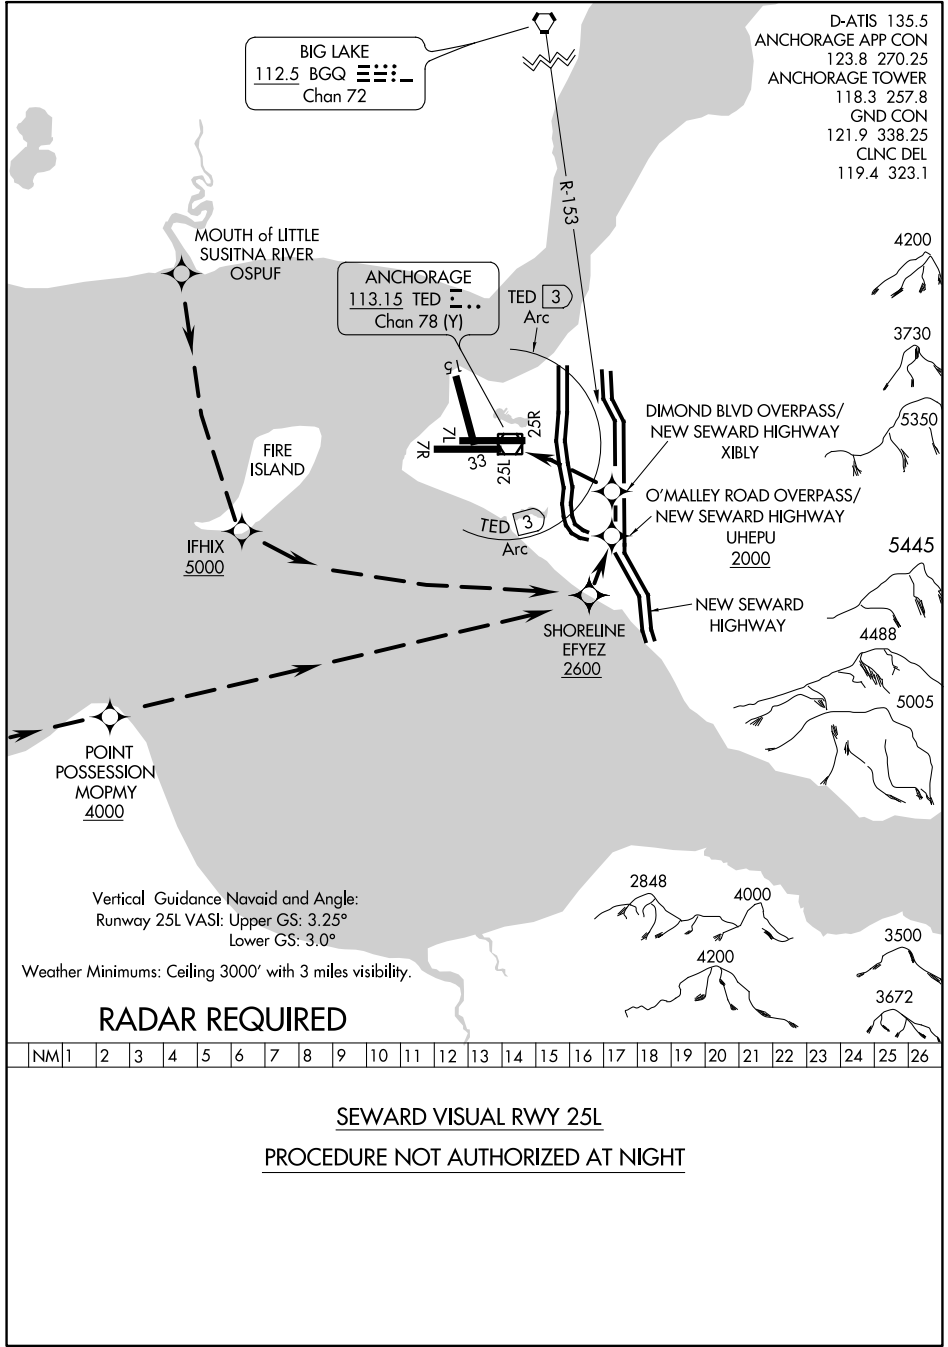 D-ATIS 135.5
ANCHORAGE APP CON
123.8 270.25
ANCHORAGE TOWER
118.3 257.8
GND CON
121.9 338.25
CLNC DEL
119.4 323.1
BIG LAKE
112.5 BGQ
Chan 72
R-153
MOUTH of LITTLE
SUSITNA RIVER
OSPUF
ANCHORAGE
113.15 TED
Chan 78 (Y)
TED 3
Arc
4200
3730
5350
15
7L
7R
33
25R
25L
DIMOND BLVD OVERPASS/
NEW SEWARD HIGHWAY
XIBLY
FIRE
ISLAND
O'MALLEY ROAD OVERPASS/
NEW SEWARD HIGHWAY
UHEPU
2000
TED 3
Arc
IFHIX
5000
5445
NEW SEWARD
HIGHWAY
SHORELINE
EFYEZ
2600
4488
5005
POINT
POSSESSION
MOPMY
4000
Vertical Guidance Navaid and Angle:
Runway 25L VASI: Upper GS: 3.25°
Lower GS: 3.0°
Weather Minimums: Ceiling 3000' with 3 miles visibility.
2848
4000
4200
3500
3672
RADAR REQUIRED
NM 1 2 3 4 5 6 7 8 9 10 11 12 13 14 15 16 17 18 19 20 21 22 23 24 25 26
SEWARD VISUAL RWY 25L
PROCEDURE NOT AUTHORIZED AT NIGHT